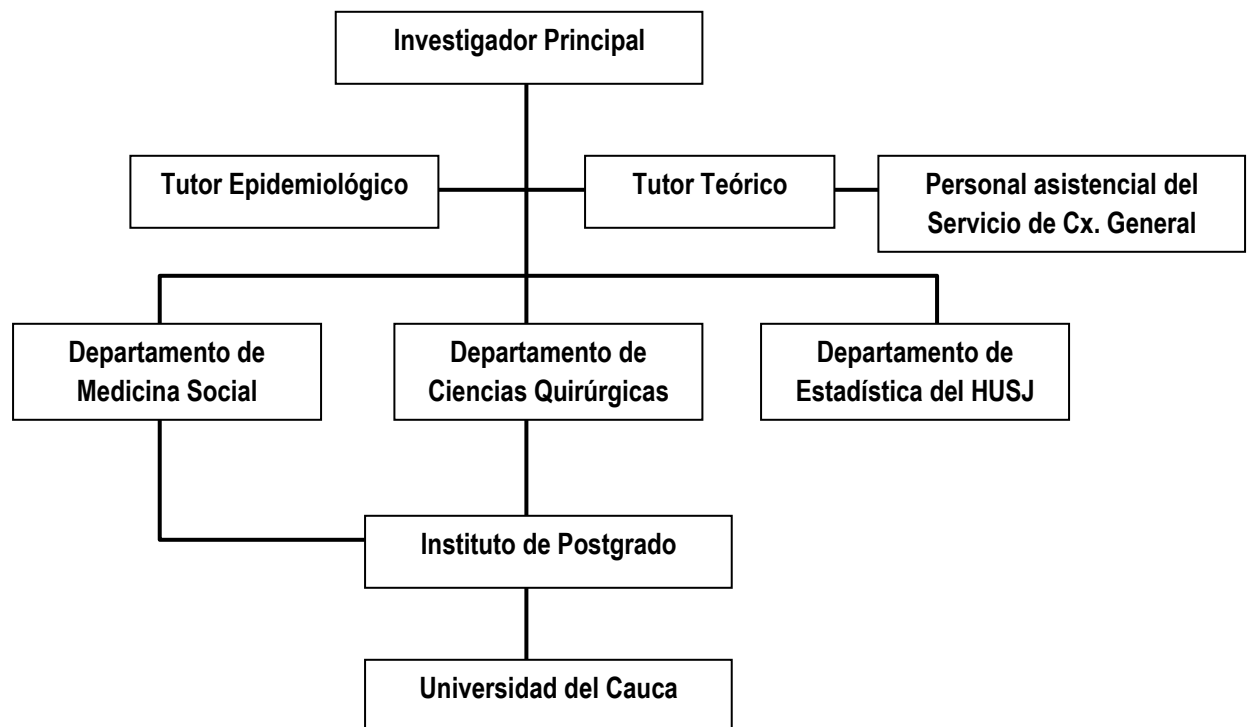 Investigador Principal
Tutor Epidemiológico
Tutor Teórico
Personal asistencial del
Servicio de Cx. General
Departamento de
Medicina Social
Departamento de
Ciencias Quirúrgicas
Departamento de
Estadística del HUSJ
Instituto de Postgrado
Universidad del Cauca